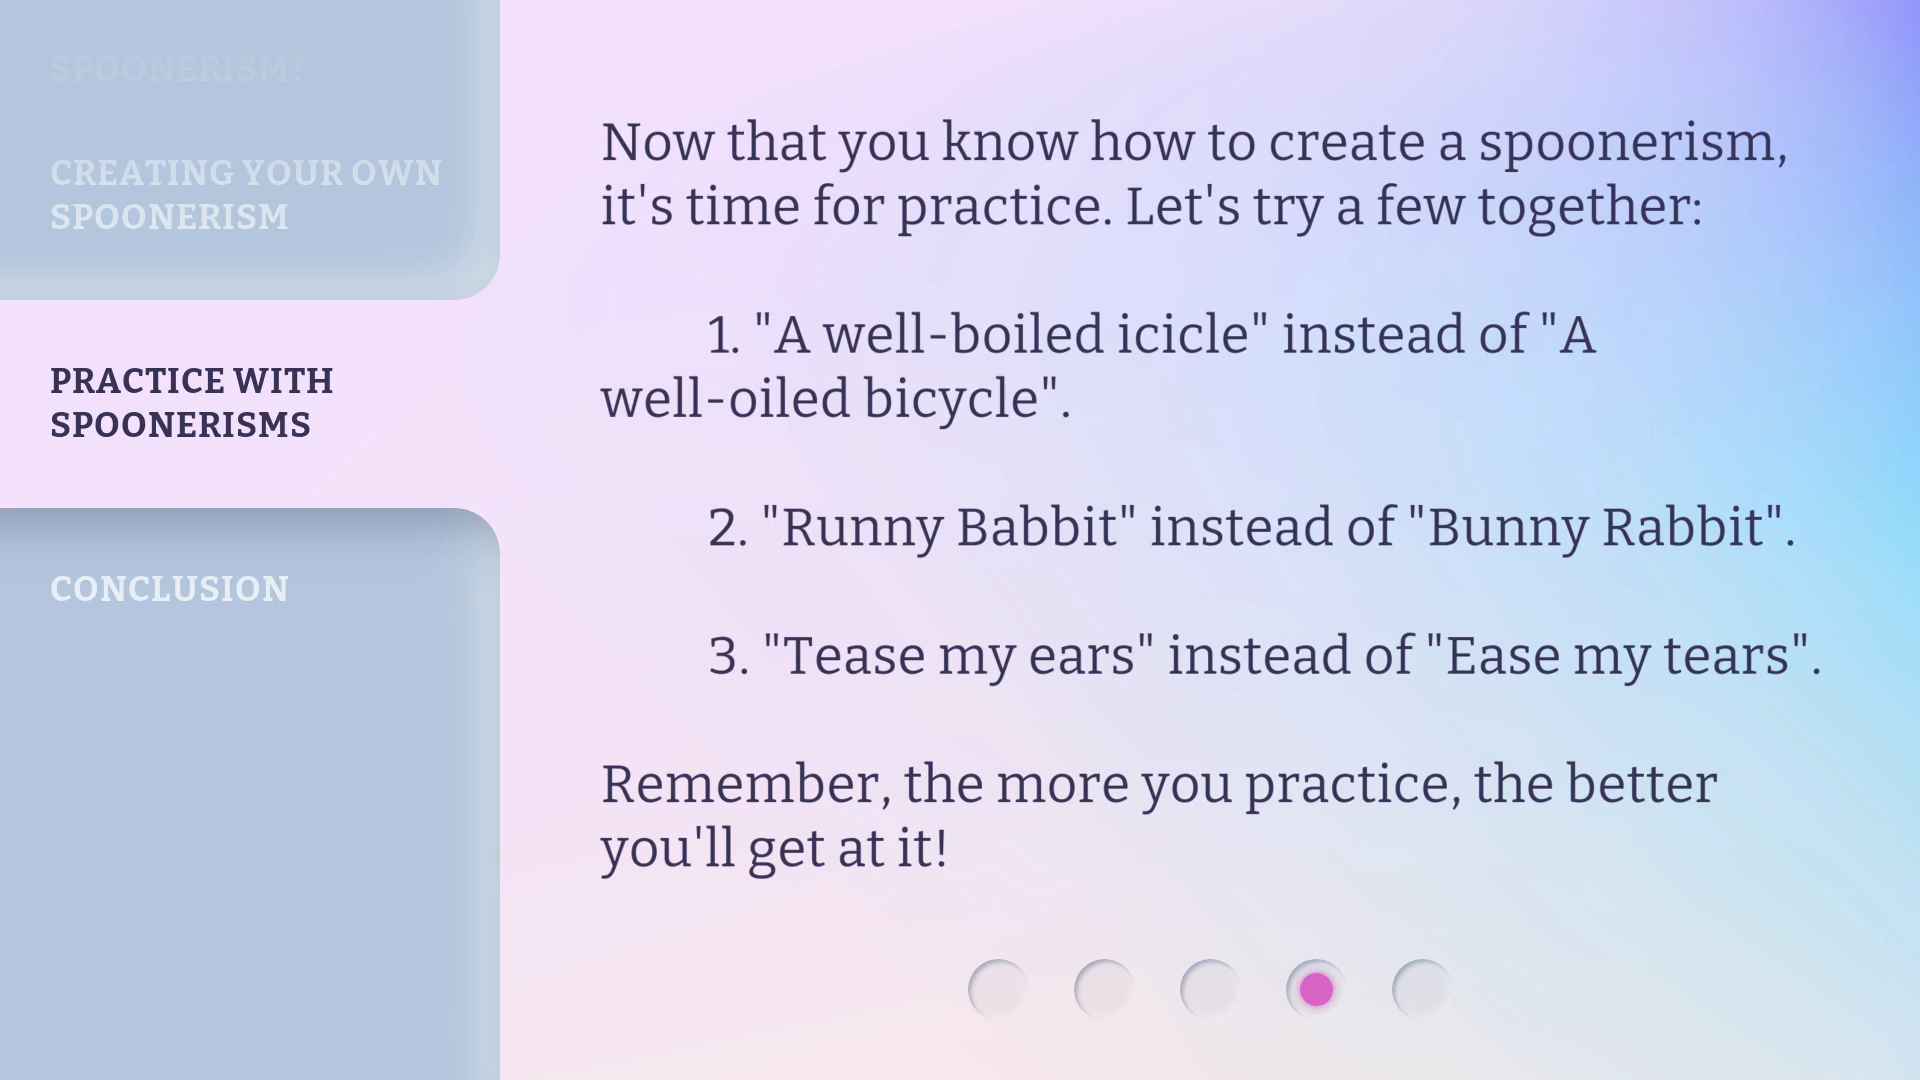 SPOONERISM?
CREATING YOUR OWN
SPOONERISM
PRACTICE WITH
SPOONERISMS
CONCLUSION
Now that you know how to create a spoonerism,
it's time for practice. Let's try a few together:
1. "A well-boiled icicle" instead of "A
well-oiled bicycle".
2. "Runny Babbit" instead of "Bunny Rabbit".
3. "Tease my ears" instead of "Ease my tears".
Remember, the more you practice, the better
you'll get at it!